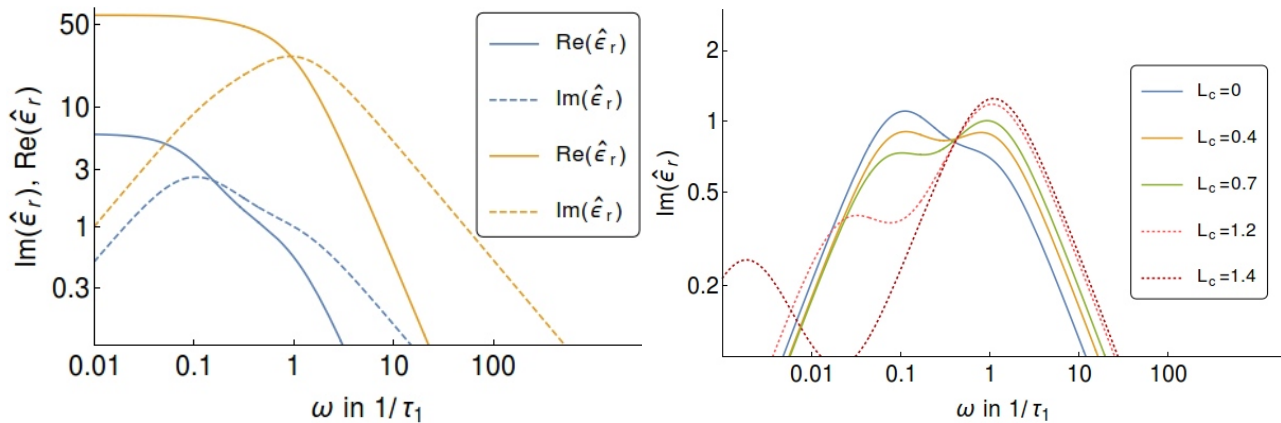 Im(ε̂ r), Re(ε̂ r)
50
10
3
1
0.3
0.01
0.1
1
10
100
ω in 1/τ1
Re(ε̂ r)
Im(ε̂ r)
Re(ε̂ r)
Im(ε̂ r)
Im(ε̂ r)
2
1
0.5
0.2
0.01
0.1
1
10
100
ω in 1/τ1
Lc=0
Lc=0.4
Lc=0.7
Lc=1.2
Lc=1.4